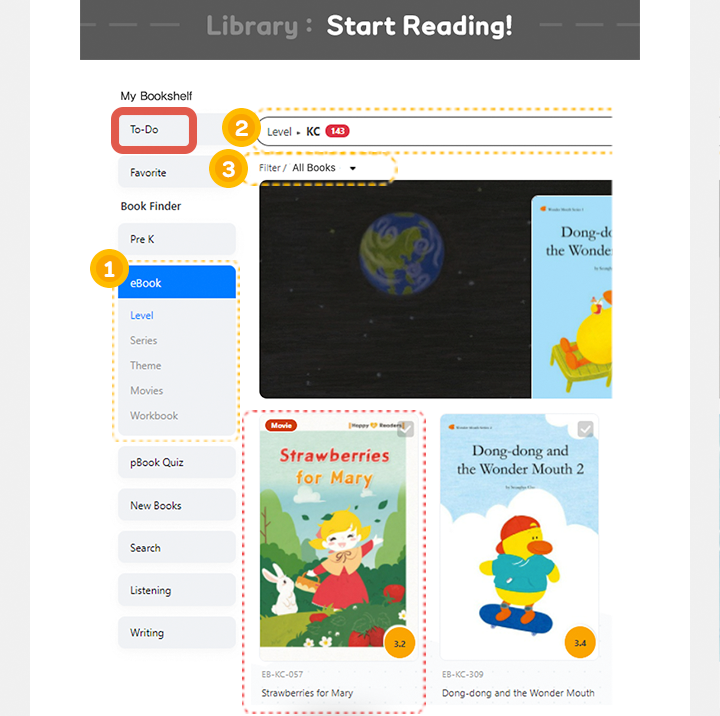 Library : Start Reading!
My Bookshelf
To-Do
Favorite
Book Finder
Pre K
1
eBook
Level
Series
Theme
Movies
Workbook
pBook Quiz
New Books
Search
Listening
Writing
2
Level ▸ KC 143
3
Filter / All Books
Dong-do
the Wonde
Movie
Happy Readers
Strawberries
for Mary
3.2
EB-KC-057
Strawberries for Mary
Dong-dong and
the Wonder Mouth 2
3.4
EB-KC-309
Dong-dong and the Wonder Mouth